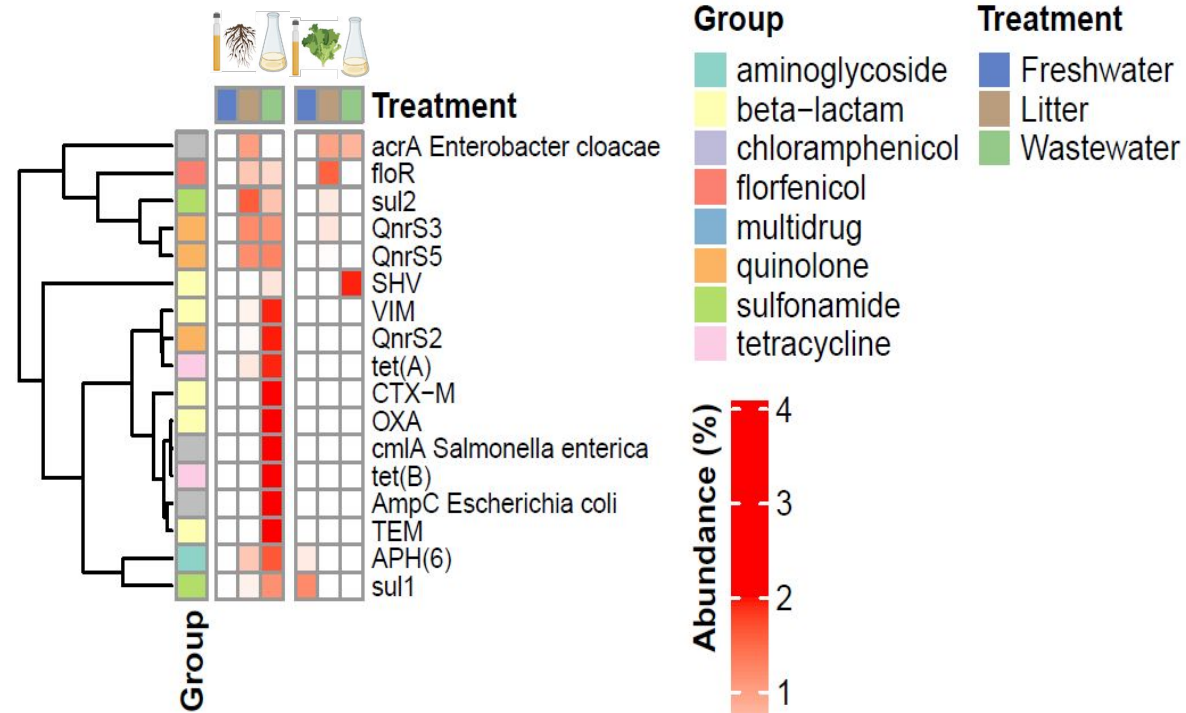 Treatment
acrA Enterobacter cloacae
floR
sul2
QnrS3
QnrS5
SHV
VIM
QnrS2
tet(A)
CTX−M
OXA
cmlA Salmonella enterica
tet(B)
AmpC Escherichia coli
TEM
APH(6)
sul1
Group
Group
aminoglycoside
beta−lactam
chloramphenicol
florfenicol
multidrug
quinolone
sulfonamide
tetracycline
Treatment
Freshwater
Litter
Wastewater
Abundance (%)
4
3
2
1